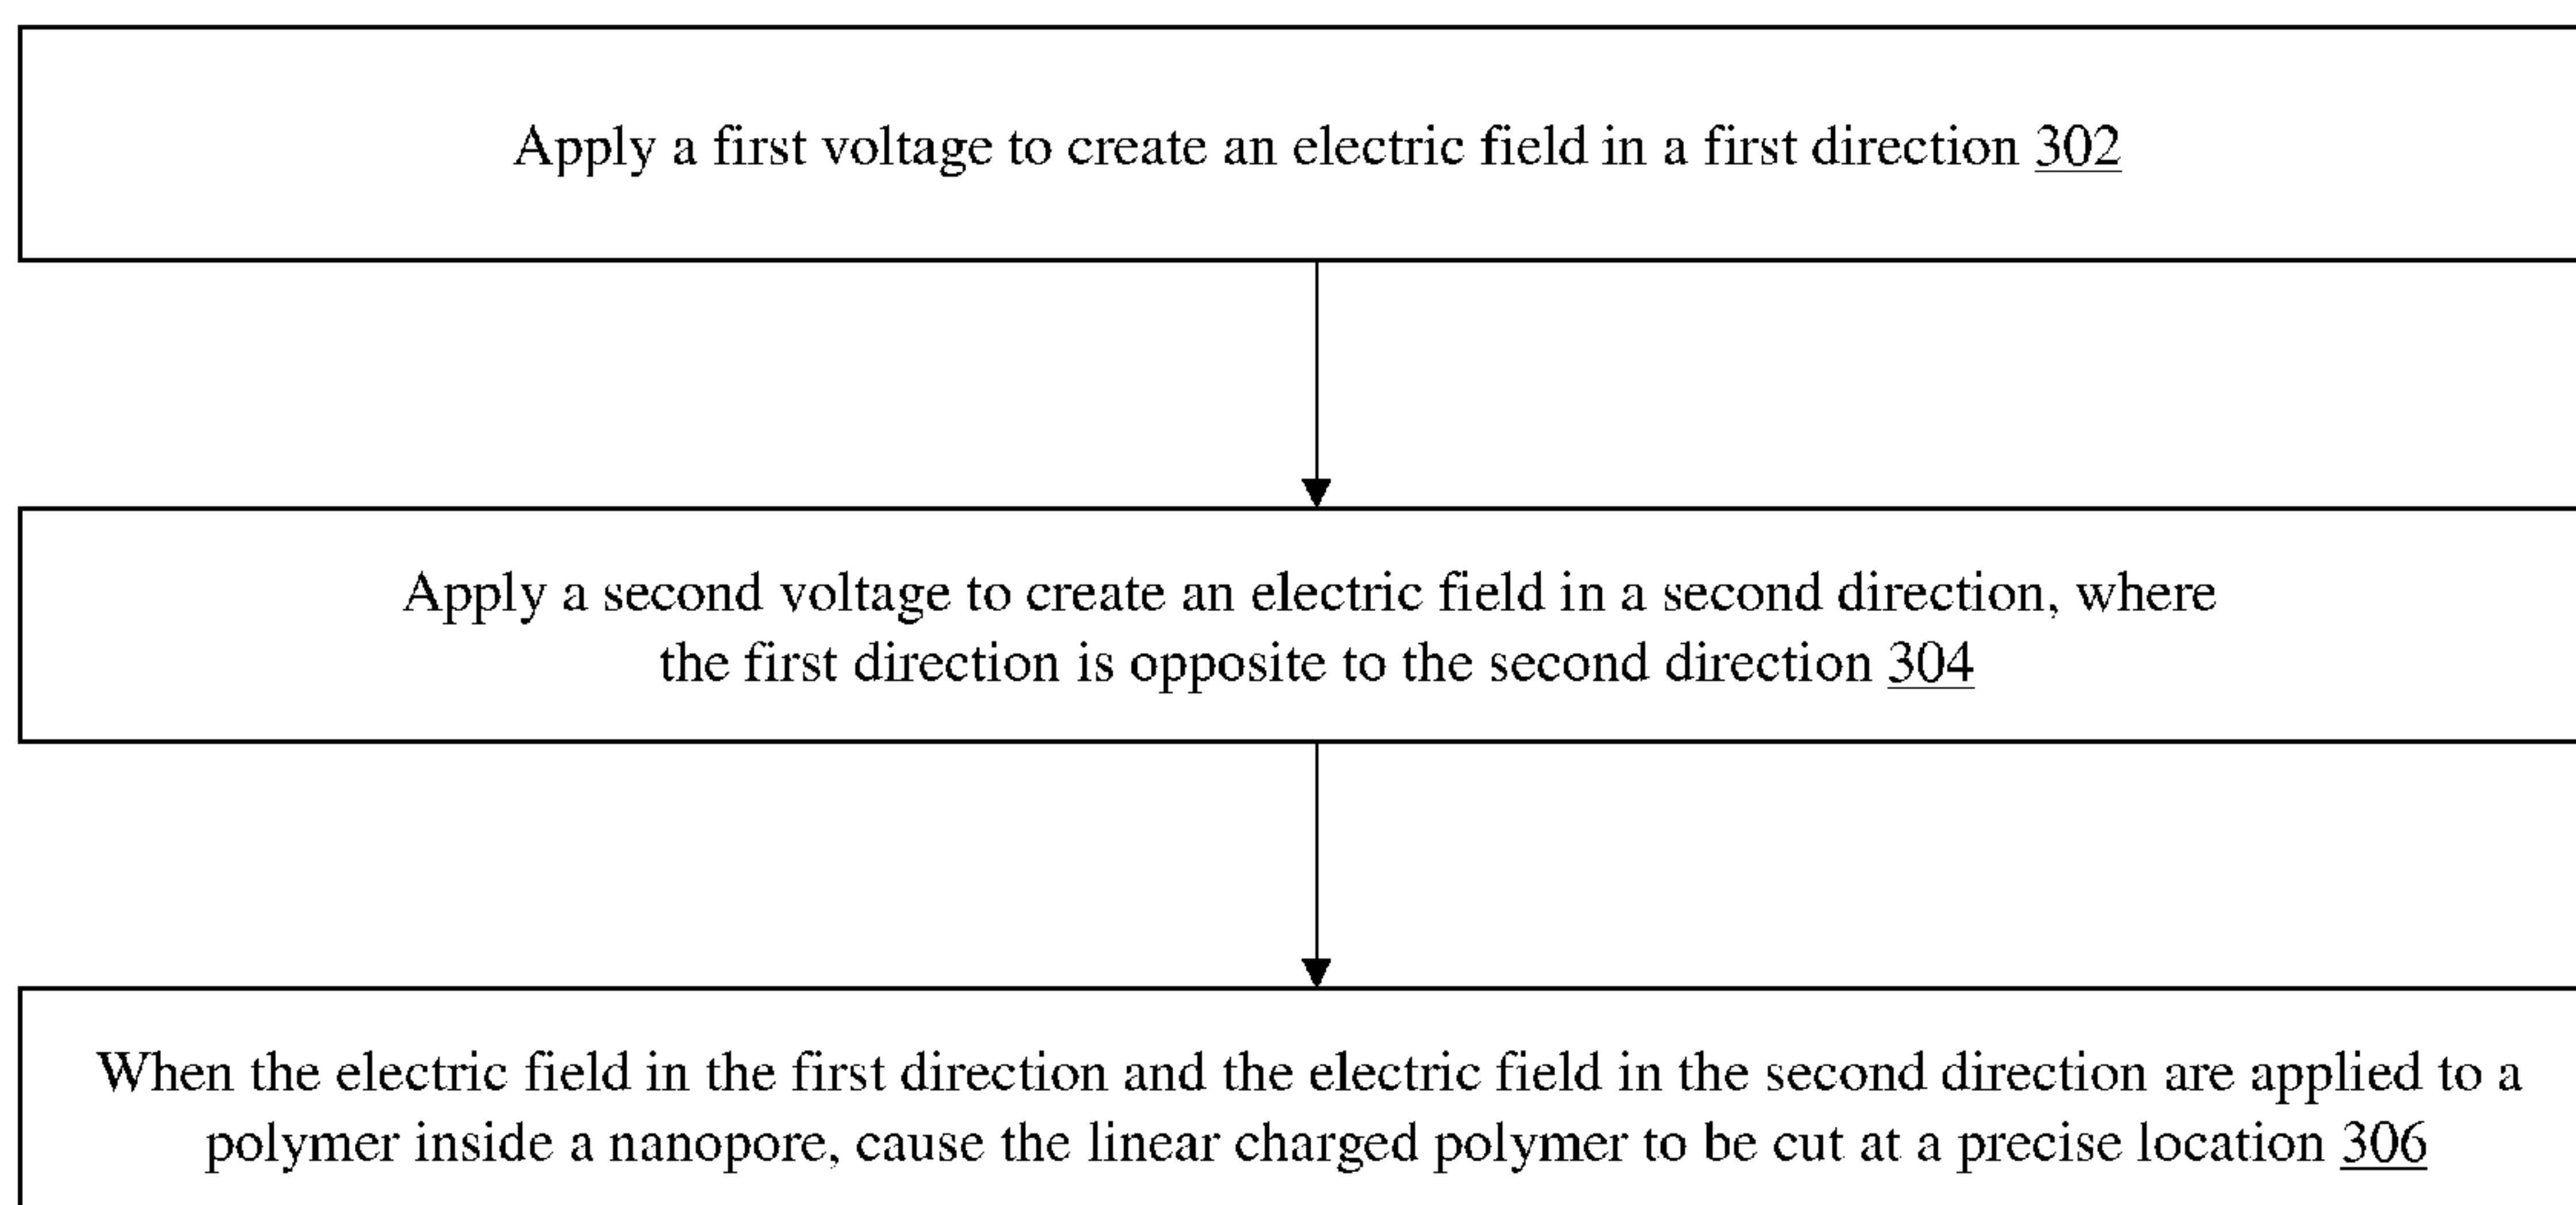 Apply a first voltage to create an electric field in a first direction 302
Apply a second voltage to create an electric field in a second direction, where
the first direction is opposite to the second direction 304
When the electric field in the first direction and the electric field in the second direction are applied to a
polymer inside a nanopore, cause the linear charged polymer to be cut at a precise location 306